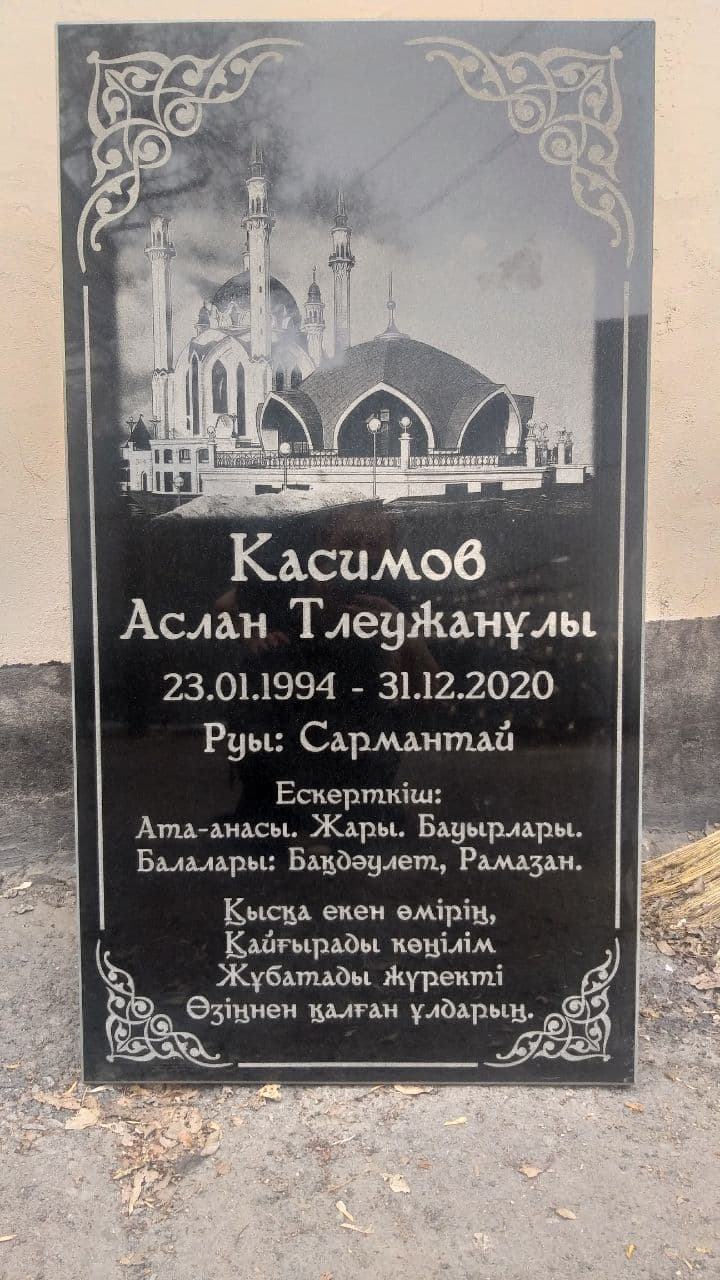 Касимов
Аслан Тлеужанұлы
23.01.1994 - 31.12.2020
Руы: Сармантай
Ескерткіш:
Ата-анасы. Жары. Бауырлары.
Балалары: Бақдәулет, Рамазан.
Қысқа екен өмірің,
Қайғырады көңілім
Жұбатады жүректі
Өзіңнен қалған ұлдарың.